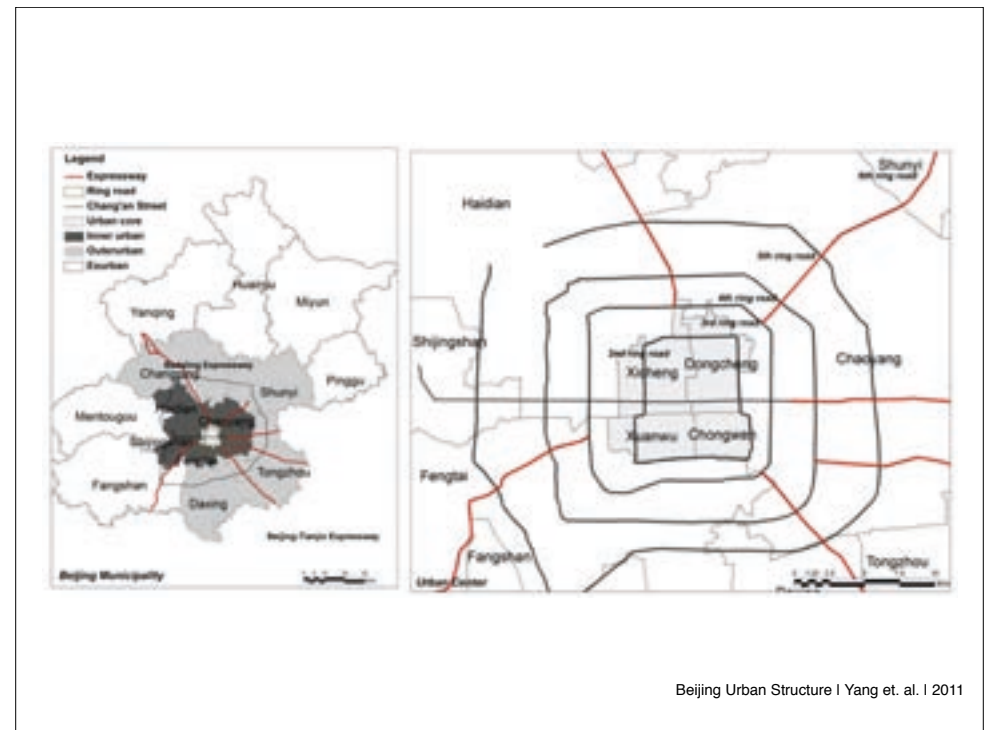 Legend
Expressway
Ring road
Chang'an Street
Urban core
Inner urban
Outerurban
Exurban
Huairou
Miyun
Yanqing
Changping
Shunyi
Pinggu
Mentougou
Tongzhou
Fangshan
Daxing
Beijing-Tianjin Expressway
Beijing Municipality
Shunyi
6th ring road
Haidian
5th ring road
4th ring road
3rd ring road
Shijingshan
2nd ring road
Dongcheng
Chaoyang
Xicheng
Xuanwu
Chongwen
Fengtai
Fangshan
Tongzhou
Urban Center
Beijing Urban Structure | Yang et. al. | 2011